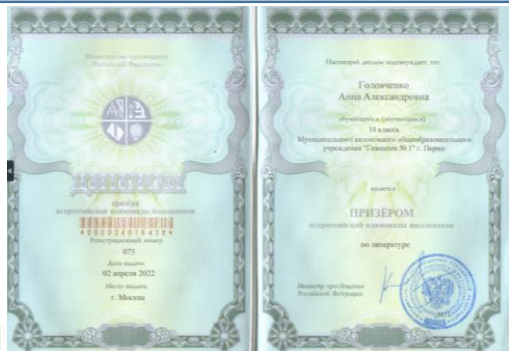 Министерство просвещения
Российской Федерации
ДИПЛОМ
призёра
всероссийской олимпиады школьников
Регистрационный номер
075
Дата выдачи
02 апреля 2022
Место выдачи
г. Москва
Настоящий диплом подтверждает, что
Головченко
Анна Александровна
обучающийся (обучающаяся)
10 класса
Муниципального автономного общеобразовательного
учреждения "Гимназия № 1" г. Перми
является
ПРИЗЁРОМ
всероссийской олимпиады школьников
по литературе
Министр просвещения
Российской Федерации